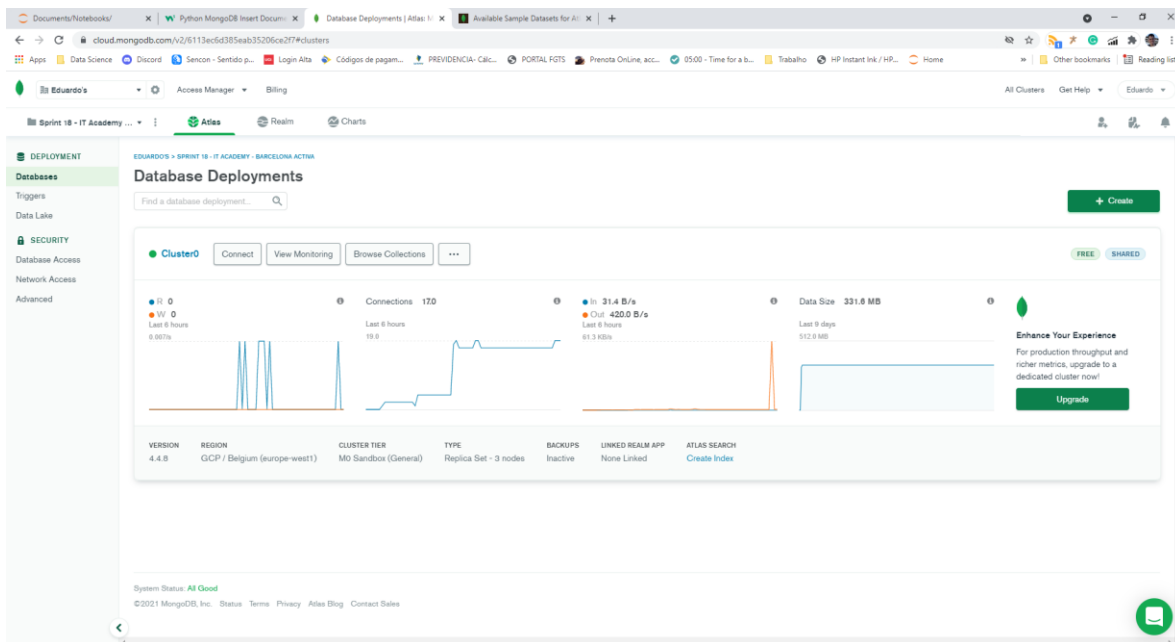 Documents/Notebooks/
Python MongoDB Insert Docume
Database Deployments | Atlas: M
Available Sample Datasets for At
cloud.mongodb.com/v2/6113ec6d385eab35206ce2f7#clusters
Apps Data Science Discord Sencon - Sentido p... Login Alta Códigos de pagam... PREVIDENCIA- Cálc... PORTAL FGTS Prenota OnLine, acc... 05:00 - Time for a b... Trabalho HP Instant Ink / HP... Home » Other bookmarks Reading list
Eduardo's Access Manager Billing All Clusters Get Help Eduardo
Sprint 18 - IT Academy ... Atlas Realm Charts
DEPLOYMENT
Databases
Triggers
Data Lake
SECURITY
Database Access
Network Access
Advanced
EDUARDO'S > SPRINT 18 - IT ACADEMY - BARCELONA ACTIVA
Database Deployments
Find a database deployment...
+ Create
Cluster0 Connect View Monitoring Browse Collections ... FREE SHARED
R 0
W 0
Last 6 hours
0.007/s
Connections 17.0
Last 6 hours
19.0
In 31.4 B/s
Out 420.0 B/s
Last 6 hours
61.3 KB/s
Data Size 331.6 MB
Last 9 days
512.0 MB
Enhance Your Experience
For production throughput and
richer metrics, upgrade to a
dedicated cluster now!
Upgrade
VERSION REGION CLUSTER TIER TYPE BACKUPS LINKED REALM APP ATLAS SEARCH
4.4.8 GCP / Belgium (europe-west1) M0 Sandbox (General) Replica Set - 3 nodes Inactive None Linked Create Index
System Status: All Good
©2021 MongoDB, Inc. Status Terms Privacy Atlas Blog Contact Sales